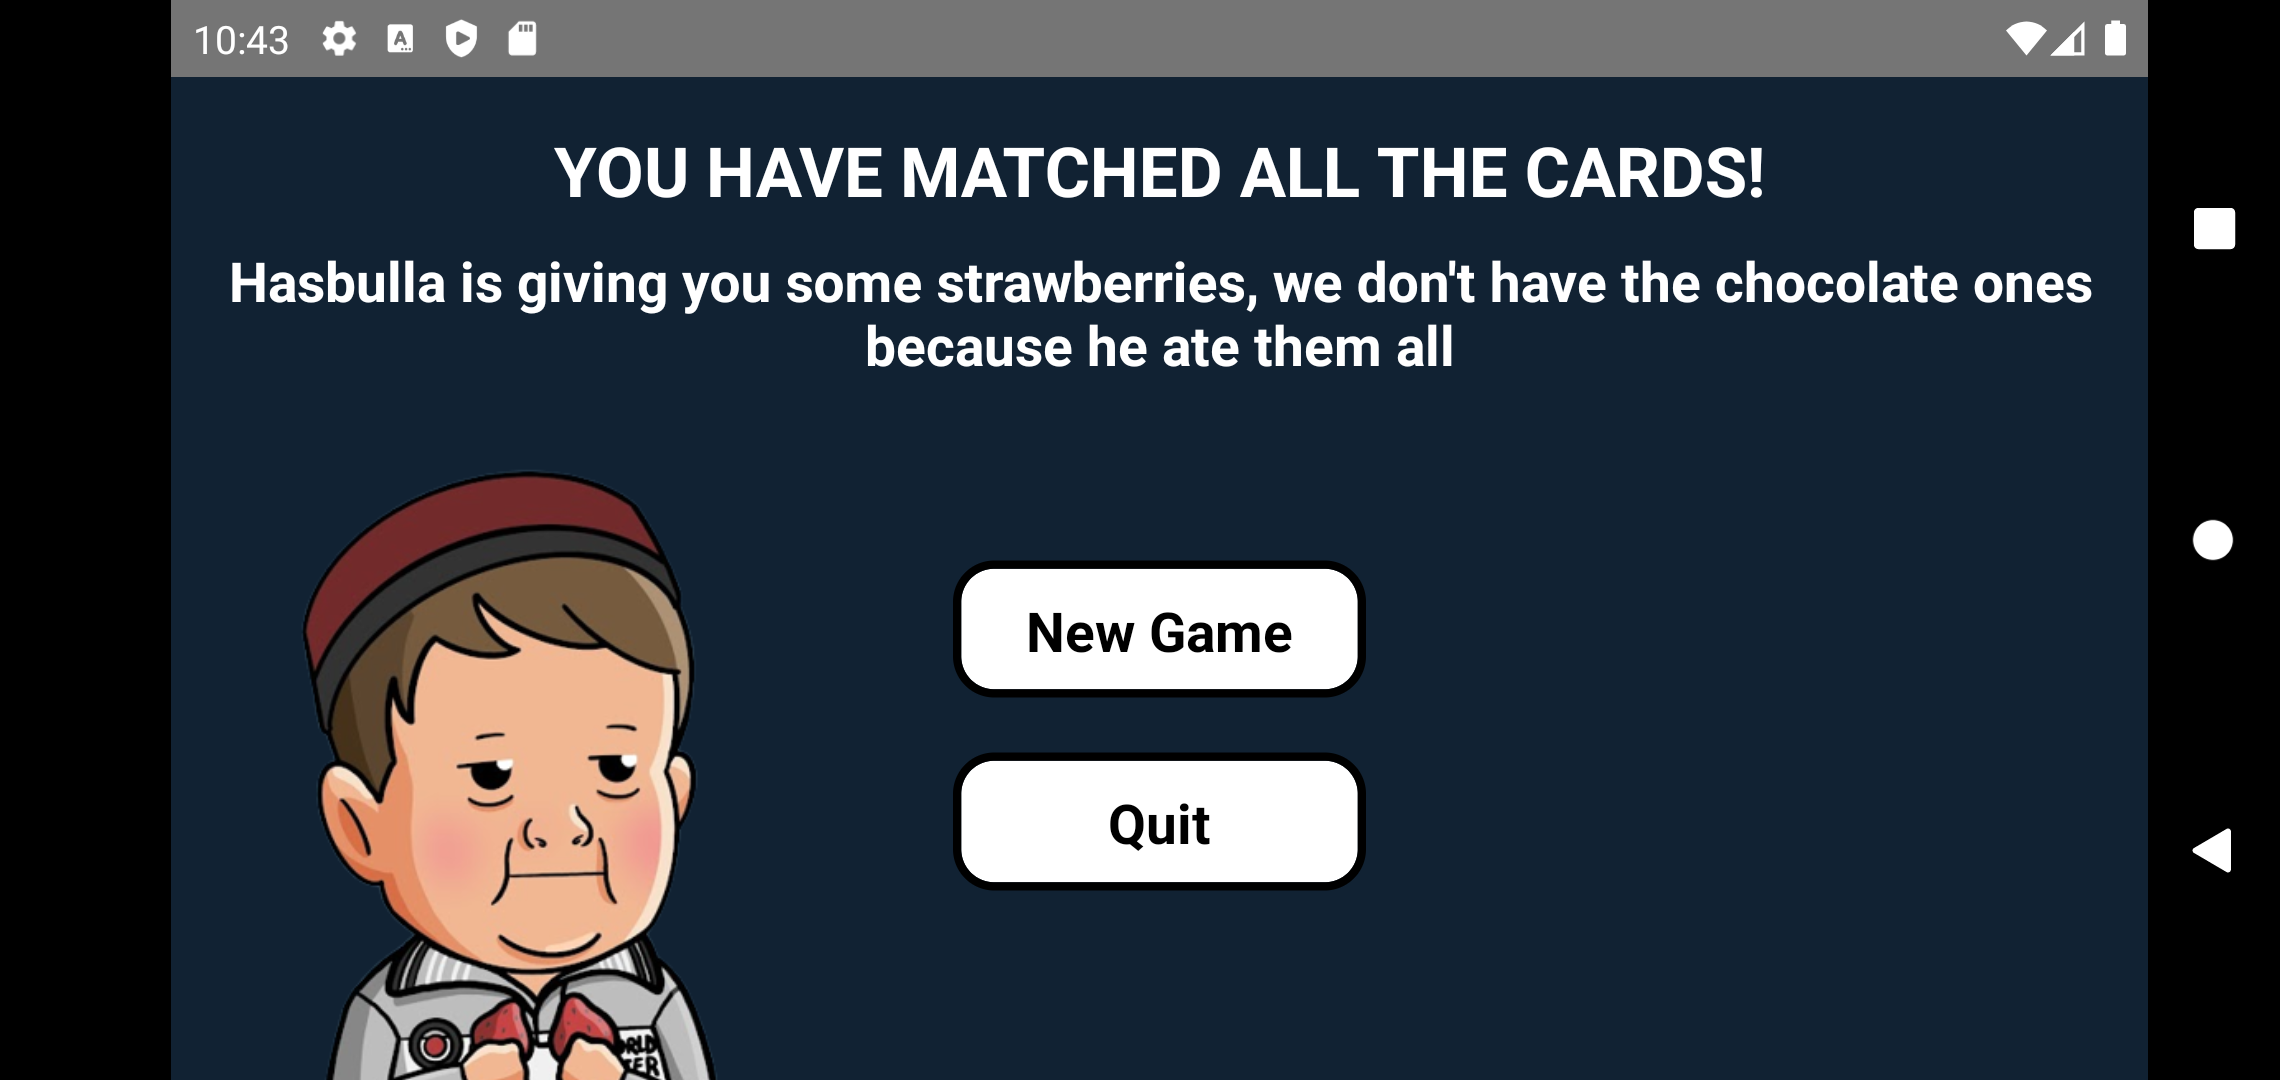 10:43
YOU HAVE MATCHED ALL THE CARDS!
Hasbulla is giving you some strawberries, we don't have the chocolate ones
because he ate them all
New Game
Quit